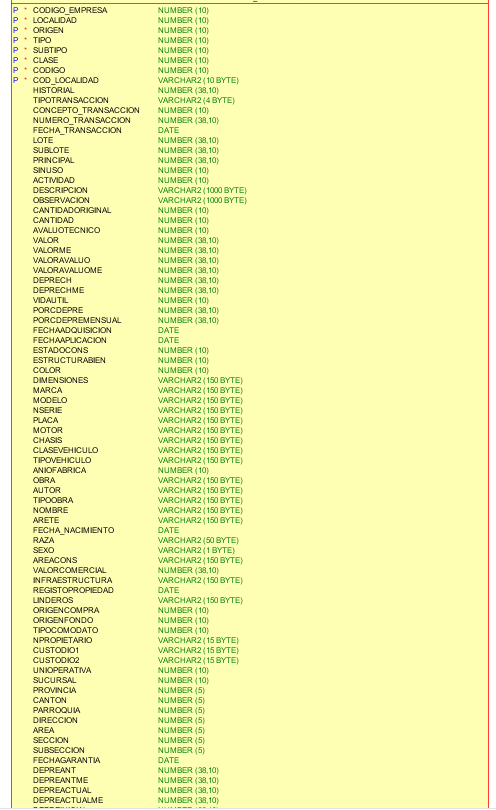 P * CODIGO_EMPRESA NUMBER (10)
P * LOCALIDAD NUMBER (10)
P * ORIGEN NUMBER (10)
P * TIPO NUMBER (10)
P * SUBTIPO NUMBER (10)
P * CLASE NUMBER (10)
P * CODIGO NUMBER (10)
P * COD_LOCALIDAD VARCHAR2 (10 BYTE)
HISTORIAL NUMBER (38,10)
TIPOTRANSACCION VARCHAR2 (4 BYTE)
CONCEPTO_TRANSACCION NUMBER (10)
NUMERO_TRANSACCION NUMBER (38,10)
FECHA_TRANSACCION DATE
LOTE NUMBER (38,10)
SUBLOTE NUMBER (38,10)
PRINCIPAL NUMBER (38,10)
SINUSO NUMBER (10)
ACTIVIDAD NUMBER (10)
DESCRIPCION VARCHAR2 (1000 BYTE)
OBSERVACION VARCHAR2 (1000 BYTE)
CANTIDADORIGINAL NUMBER (10)
CANTIDAD NUMBER (10)
AVALUOTECNICO NUMBER (10)
VALOR NUMBER (38,10)
VALORME NUMBER (38,10)
VALORAVALUO NUMBER (38,10)
VALORAVALUOME NUMBER (38,10)
DEPRECH NUMBER (38,10)
DEPRECHME NUMBER (38,10)
VIDAUTIL NUMBER (10)
PORCDEPRE NUMBER (38,10)
PORCDEPREMENSUAL NUMBER (38,10)
FECHAADQUISICION DATE
FECHAAPLICACION DATE
ESTADOCONS NUMBER (10)
ESTRUCTURABIEN NUMBER (10)
COLOR NUMBER (10)
DIMENSIONES VARCHAR2 (150 BYTE)
MARCA VARCHAR2 (150 BYTE)
MODELO VARCHAR2 (150 BYTE)
NSERIE VARCHAR2 (150 BYTE)
PLACA VARCHAR2 (150 BYTE)
MOTOR VARCHAR2 (150 BYTE)
CHASIS VARCHAR2 (150 BYTE)
CLASEVEHICULO VARCHAR2 (150 BYTE)
TIPOVEHICULO VARCHAR2 (150 BYTE)
ANIOFABRICA NUMBER (10)
OBRA VARCHAR2 (150 BYTE)
AUTOR VARCHAR2 (150 BYTE)
TIPOOBRA VARCHAR2 (150 BYTE)
NOMBRE VARCHAR2 (150 BYTE)
ARETE VARCHAR2 (150 BYTE)
FECHA_NACIMIENTO DATE
RAZA VARCHAR2 (50 BYTE)
SEXO VARCHAR2 (1 BYTE)
AREACONS VARCHAR2 (150 BYTE)
VALORCOMERCIAL NUMBER (38,10)
INFRAESTRUCTURA VARCHAR2 (150 BYTE)
REGISTOPROPIEDAD DATE
LINDEROS VARCHAR2 (150 BYTE)
ORIGENCOMPRA NUMBER (10)
ORIGENFONDO NUMBER (10)
TIPOCOMODATO NUMBER (10)
NPROPIETARIO VARCHAR2 (15 BYTE)
CUSTODIO1 VARCHAR2 (15 BYTE)
CUSTODIO2 VARCHAR2 (15 BYTE)
UNIOPERATIVA NUMBER (10)
SUCURSAL NUMBER (10)
PROVINCIA NUMBER (5)
CANTON NUMBER (5)
PARROQUIA NUMBER (5)
DIRECCION NUMBER (5)
AREA NUMBER (5)
SECCION NUMBER (5)
SUBSECCION NUMBER (5)
FECHAGARANTIA DATE
DEPREANT NUMBER (38,10)
DEPREANTME NUMBER (38,10)
DEPREACTUAL NUMBER (38,10)
DEPREACTUALME NUMBER (38,10)